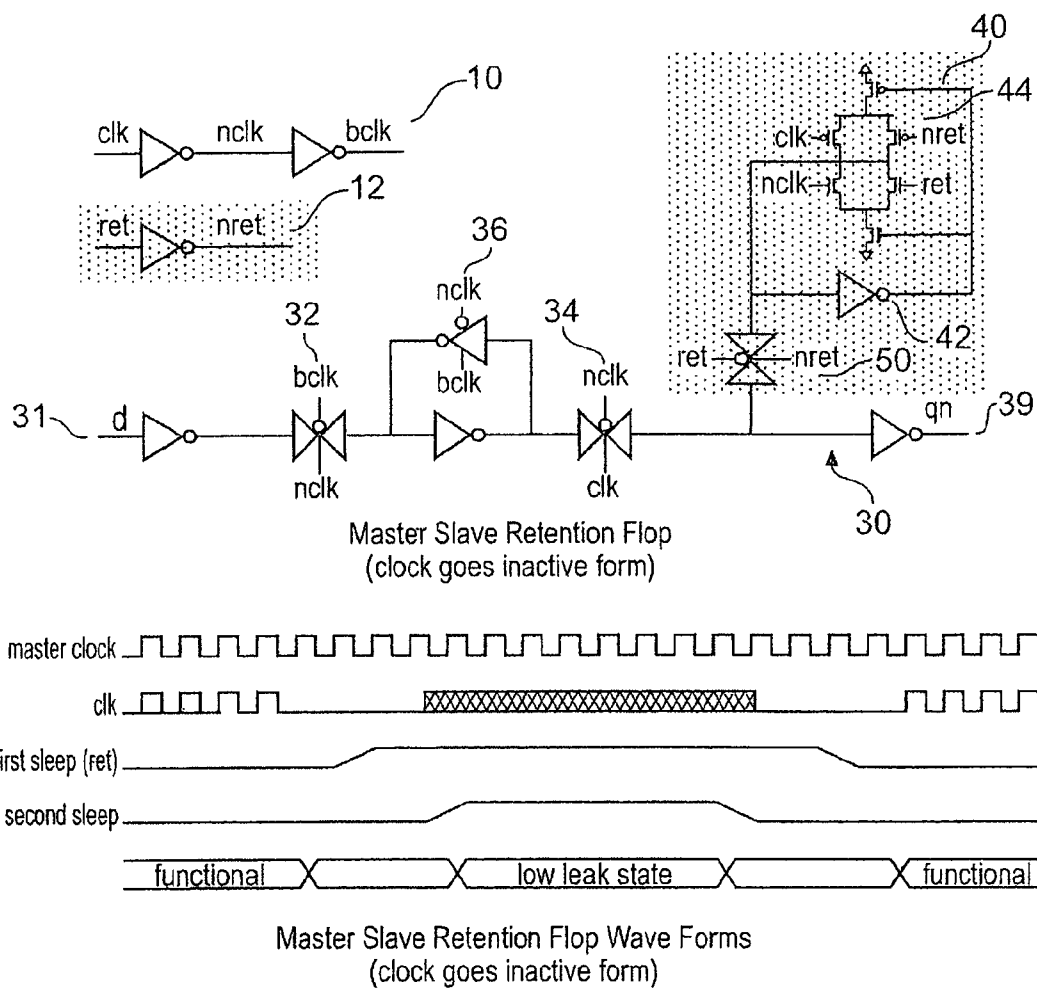 40
10
44
clk
nclk
bclk
clk
nret
nclk
ret
12
ret
nret
36
nclk
32
34
42
bclk
bclk
nclk
ret
nret
50
31
d
qn
39
nclk
clk
30
Master Slave Retention Flop
(clock goes inactive form)
master clock
clk
irst sleep (ret)
second sleep
functional
low leak state
functional
Master Slave Retention Flop Wave Forms
(clock goes inactive form)